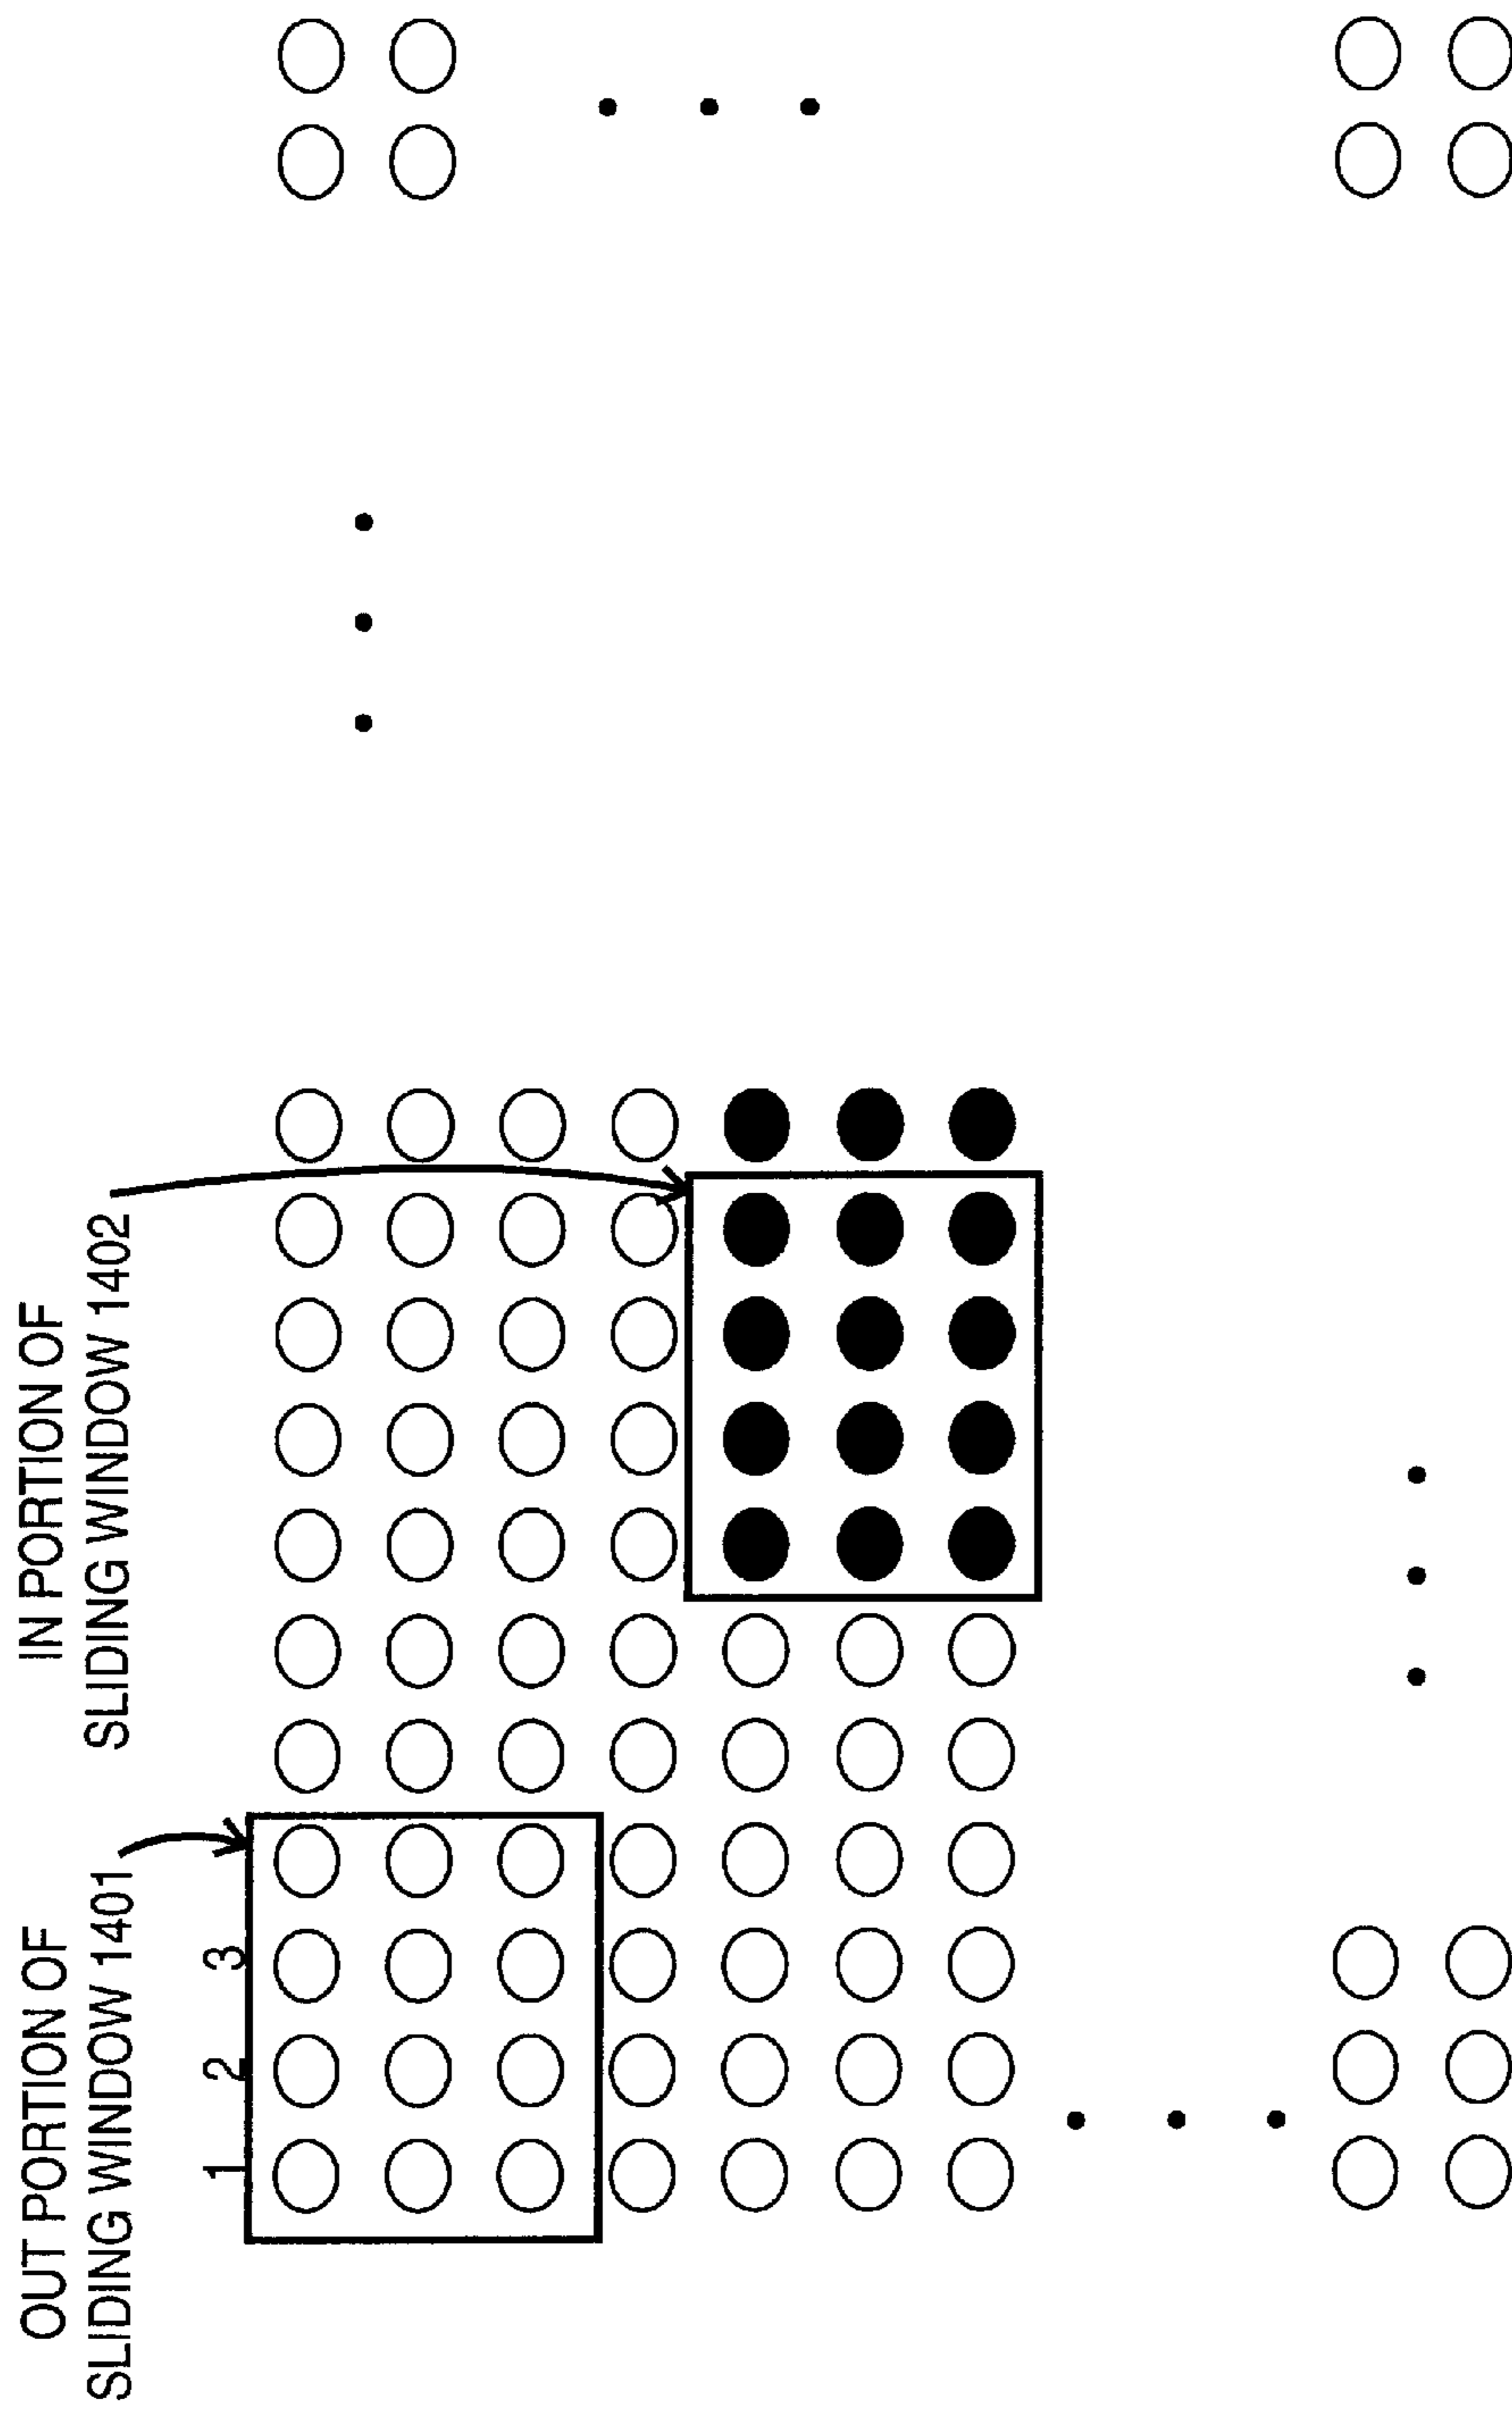 OUT PORTION OF
SLIDING WINDOW 1401
IN PORTION OF
SLIDING WINDOW 1402
1 2 3